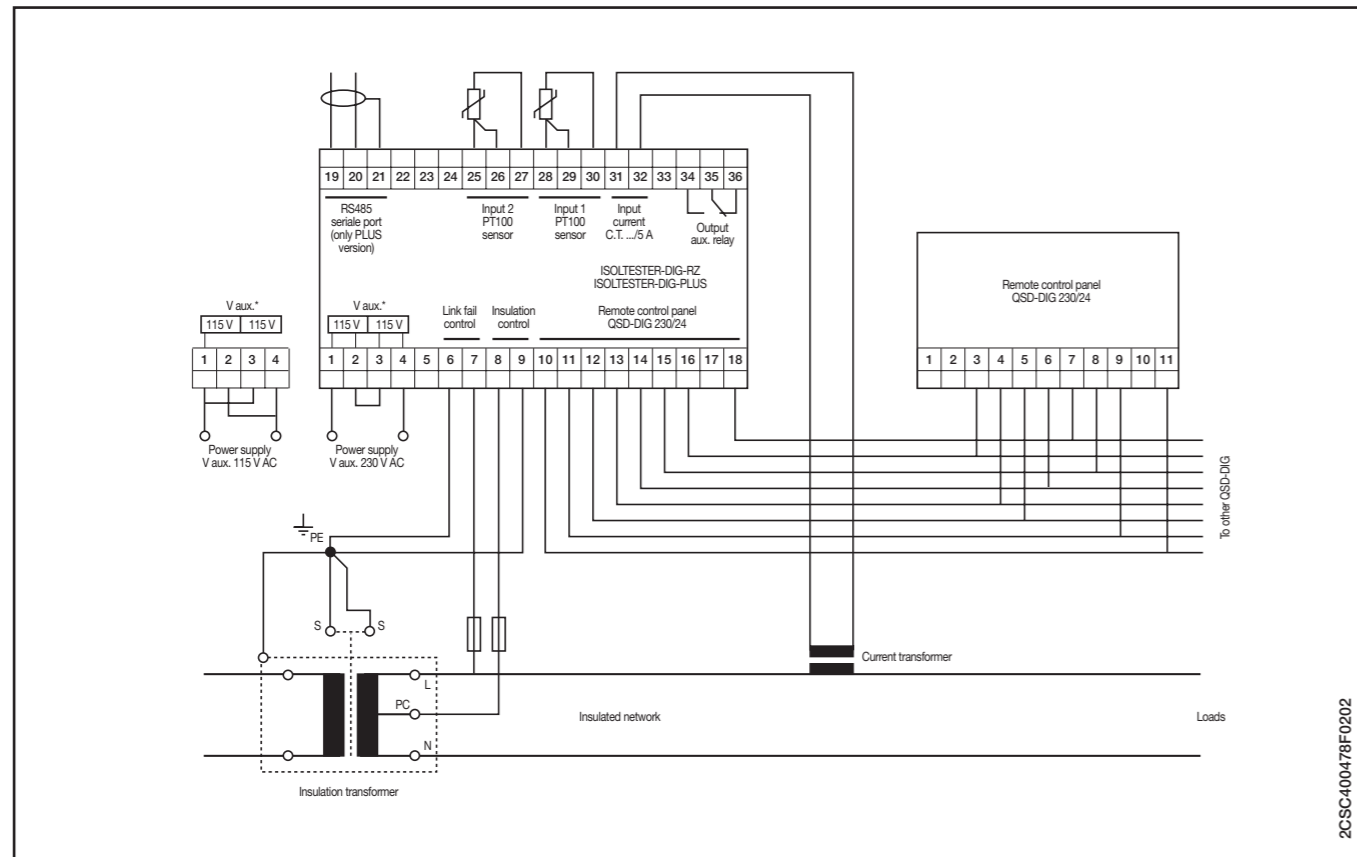 19 20 21 22 23 24 25 26 27 28 29 30 31 32 33 34 35 36
RS485
seriale port
(only PLUS
version)
Input 2
PT100
sensor
Input 1
PT100
sensor
Input
current
C.T. .../5 A
Output
aux. relay
ISOLTESTER-DIG-RZ
ISOLTESTER-DIG-PLUS
Remote control panel
QSD-DIG 230/24
V aux.*
115 V 115 V
1 2 3 4
Power supply
V aux. 115 V AC
V aux.*
115 V 115 V
Link fail
control
Insulation
control
Remote control panel
QSD-DIG 230/24
1 2 3 4 5 6 7 8 9 10 11 12 13 14 15 16 17 18
Power supply
V aux. 230 V AC
1 2 3 4 5 6 7 8 9 10 11
To other QSD-DIG
PE
S S
L
PC
N
Insulation transformer
Current transformer
Insulated network
Loads
2CSC400478F0202